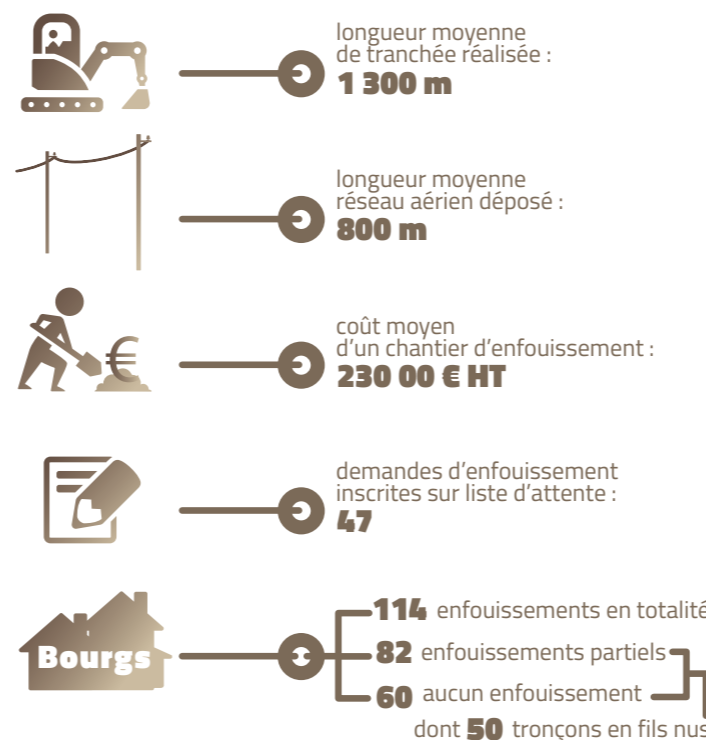 longueur moyenne
de tranchée réalisée :
1 300 m
longueur moyenne
réseau aérien déposé :
800 m
€
coût moyen
d'un chantier d'enfouissement :
230 00 € HT
demandes d'enfouissement
inscrites sur liste d'attente :
47
Bourgs
114 enfouissements en totalité
82 enfouissements partiels
60 aucun enfouissement
dont 50 tronçons en fils nus